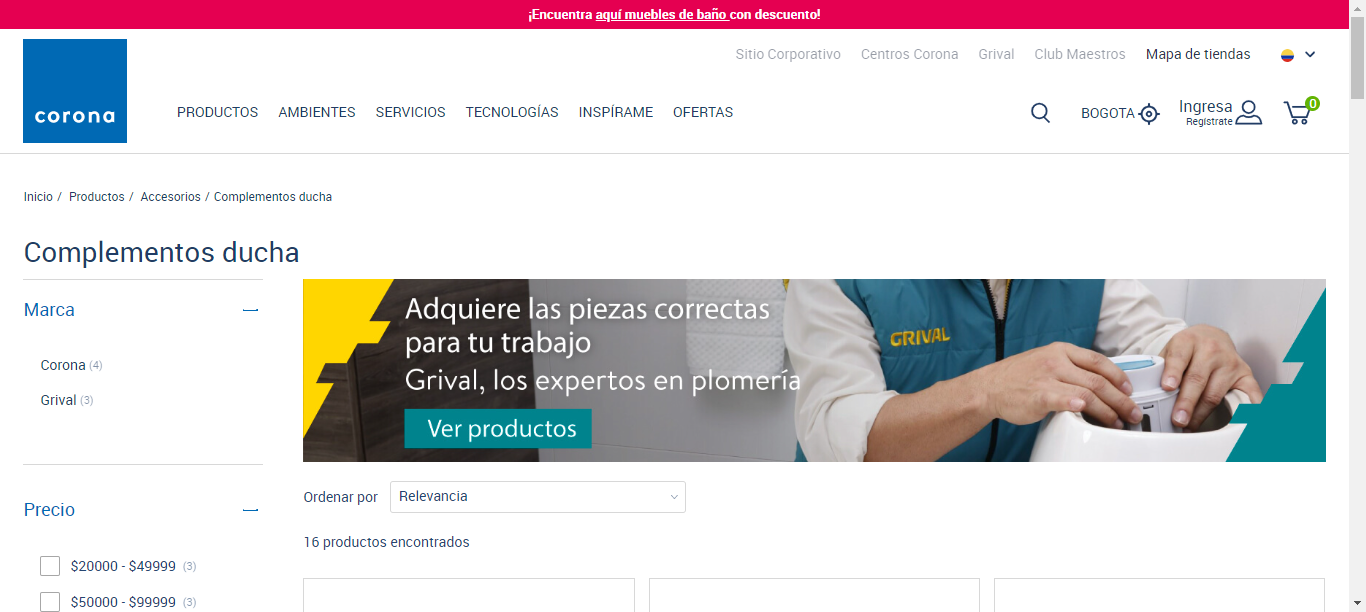 ¡Encuentra aquí muebles de baño con descuento!
Sitio Corporativo Centros Corona Grival Club Maestros Mapa de tiendas
corona
PRODUCTOS AMBIENTES SERVICIOS TECNOLOGÍAS INSPÍRAME OFERTAS
BOGOTA
Ingresa
Regístrate
0
Inicio / Productos / Accesorios / Complementos ducha
Complementos ducha
Marca
Corona (4)
Grival (3)
Precio
$20000 - $49999 (3)
$50000 - $99999 (3)
Adquiere las piezas correctas
para tu trabajo
Grival, los expertos en plomería
Ver productos
GRIVAL
Ordenar por Relevancia
16 productos encontrados